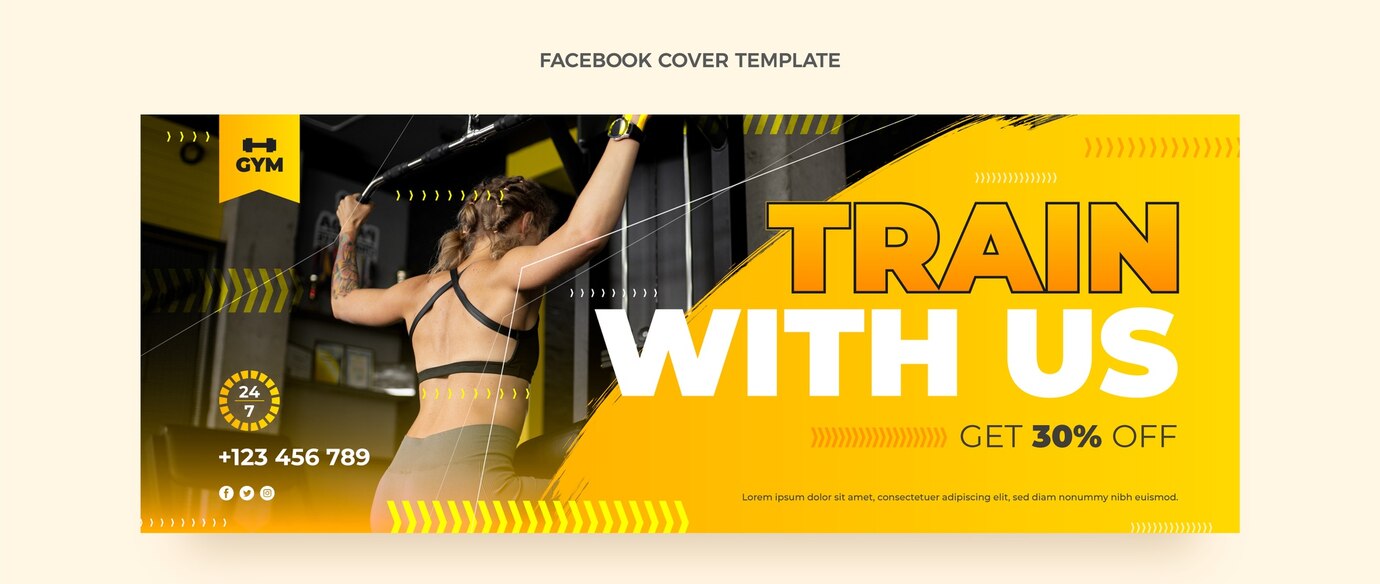 FACEBOOK COVER TEMPLATE
GYM
TRAIN
WITH US
GET 30% OFF
24
7
+123 456 789
Lorem ipsum dolor sit amet, consectetuer adipiscing elit, sed diam nonummy nibh euismod.